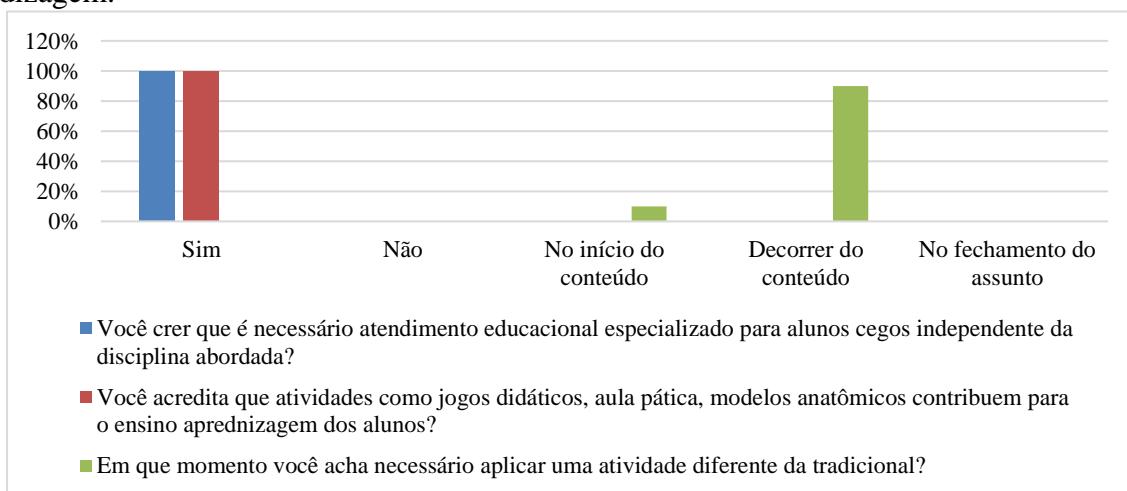 dizagem.
120%
100%
80%
60%
40%
20%
0%
Sim
Não
No início do
conteúdo
Decorrer do
conteúdo
No fechamento do
assunto
Você crer que é necessário atendimento educacional especializado para alunos cegos independente da
disciplina abordada?
Você acredita que atividades como jogos didáticos, aula pática, modelos anatômicos contribuem para
o ensino aprednizagem dos alunos?
Em que momento você acha necessário aplicar uma atividade diferente da tradicional?